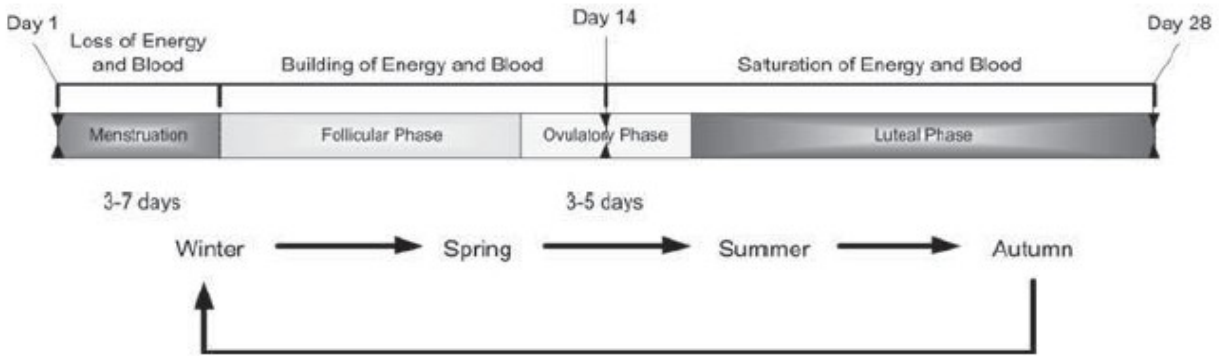 Day 1
Day 14
Day 28
Loss of Energy
and Blood
Building of Energy and Blood
Saturation of Energy and Blood
Menstruation
Follicular Phase
Ovulatory Phase
Luteal Phase
3-7 days
3-5 days
Winter
Spring
Summer
Autumn